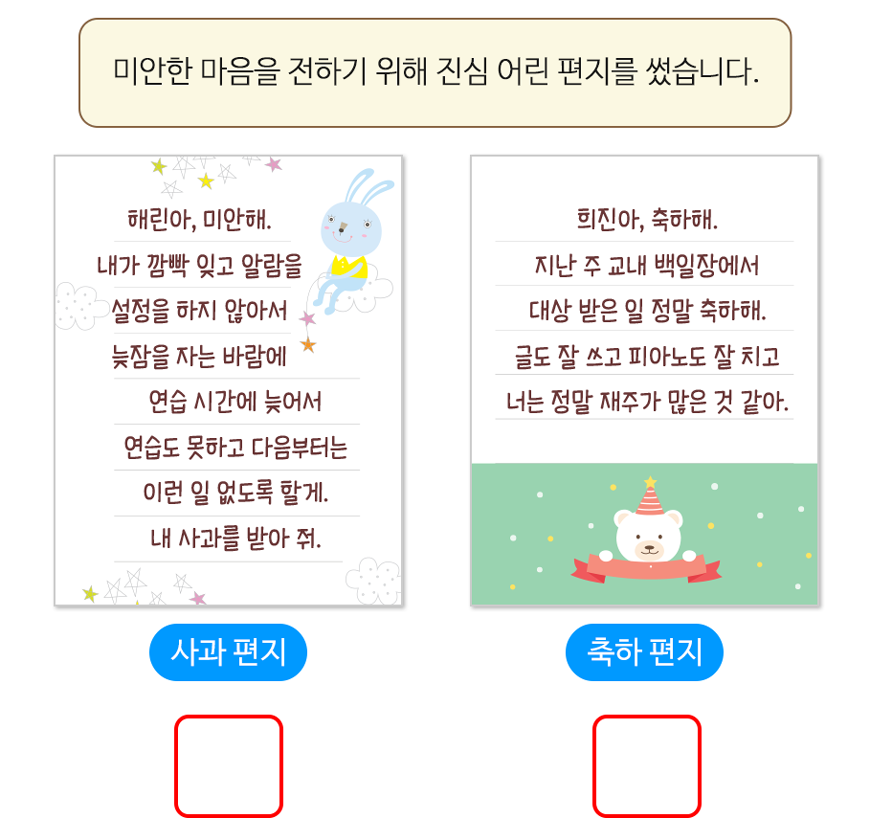 미안한 마음을 전하기 위해 진심 어린 편지를 썼습니다.
해린아, 미안해.
내가 깜빡 잊고 알람을
설정을 하지 않아서
늦잠을 자는 바람에
연습 시간에 늦어서
연습도 못하고 다음부터는
이런 일 없도록 할게.
내 사과를 받아 줘.
사과 편지
희진아, 축하해.
지난 주 교내 백일장에서
대상 받은 일 정말 축하해.
글도 잘 쓰고 피아노도 잘 치고
너는 정말 재주가 많은 것 같아.
축하 편지